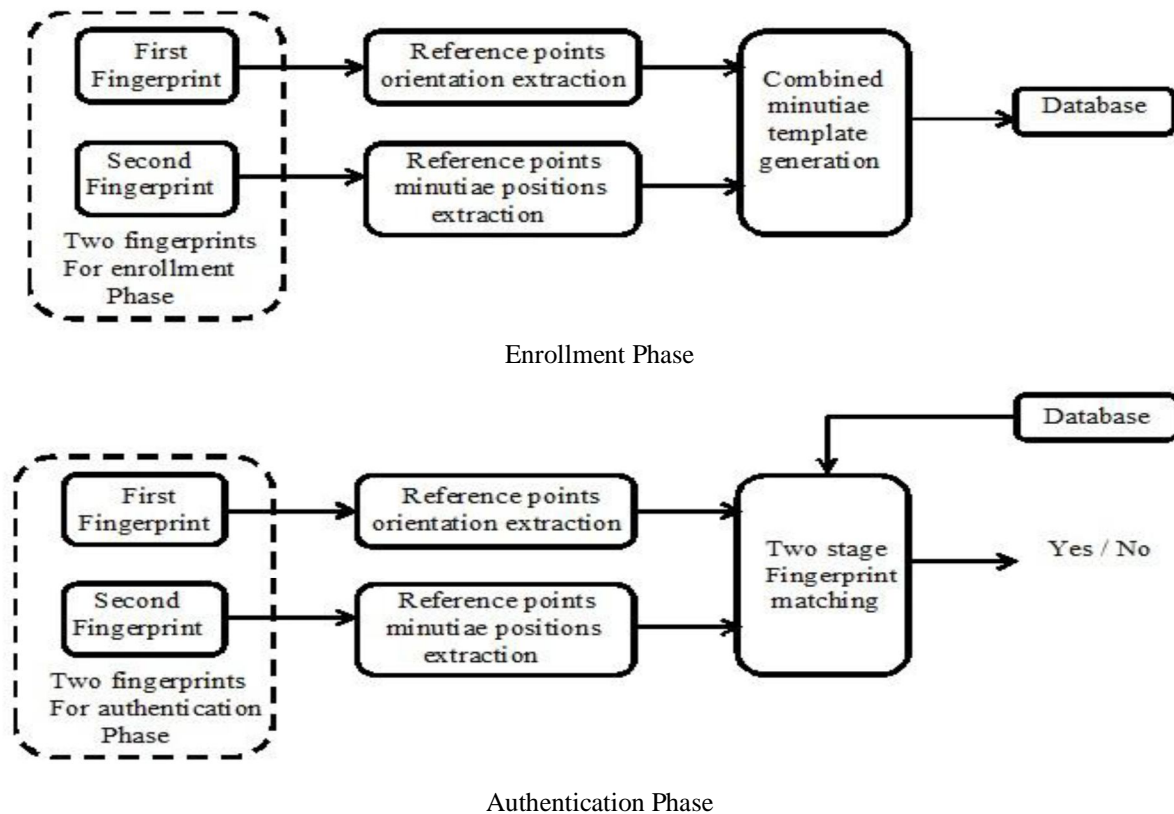 First
Fingerprint
Reference points
orientation extraction
Combined
minutiae
template
generation
Database
Second
Fingerprint
Reference points
minutiae positions
extraction
Two fingerprints
For enrollment
Phase
Enrollment Phase
Database
First
Fingerprint
Reference points
orientation extraction
Two stage
Fingerprint
matching
Yes / No
Second
Fingerprint
Reference points
minutiae positions
extraction
Two fingerprints
For authentication
Phase
Authentication Phase